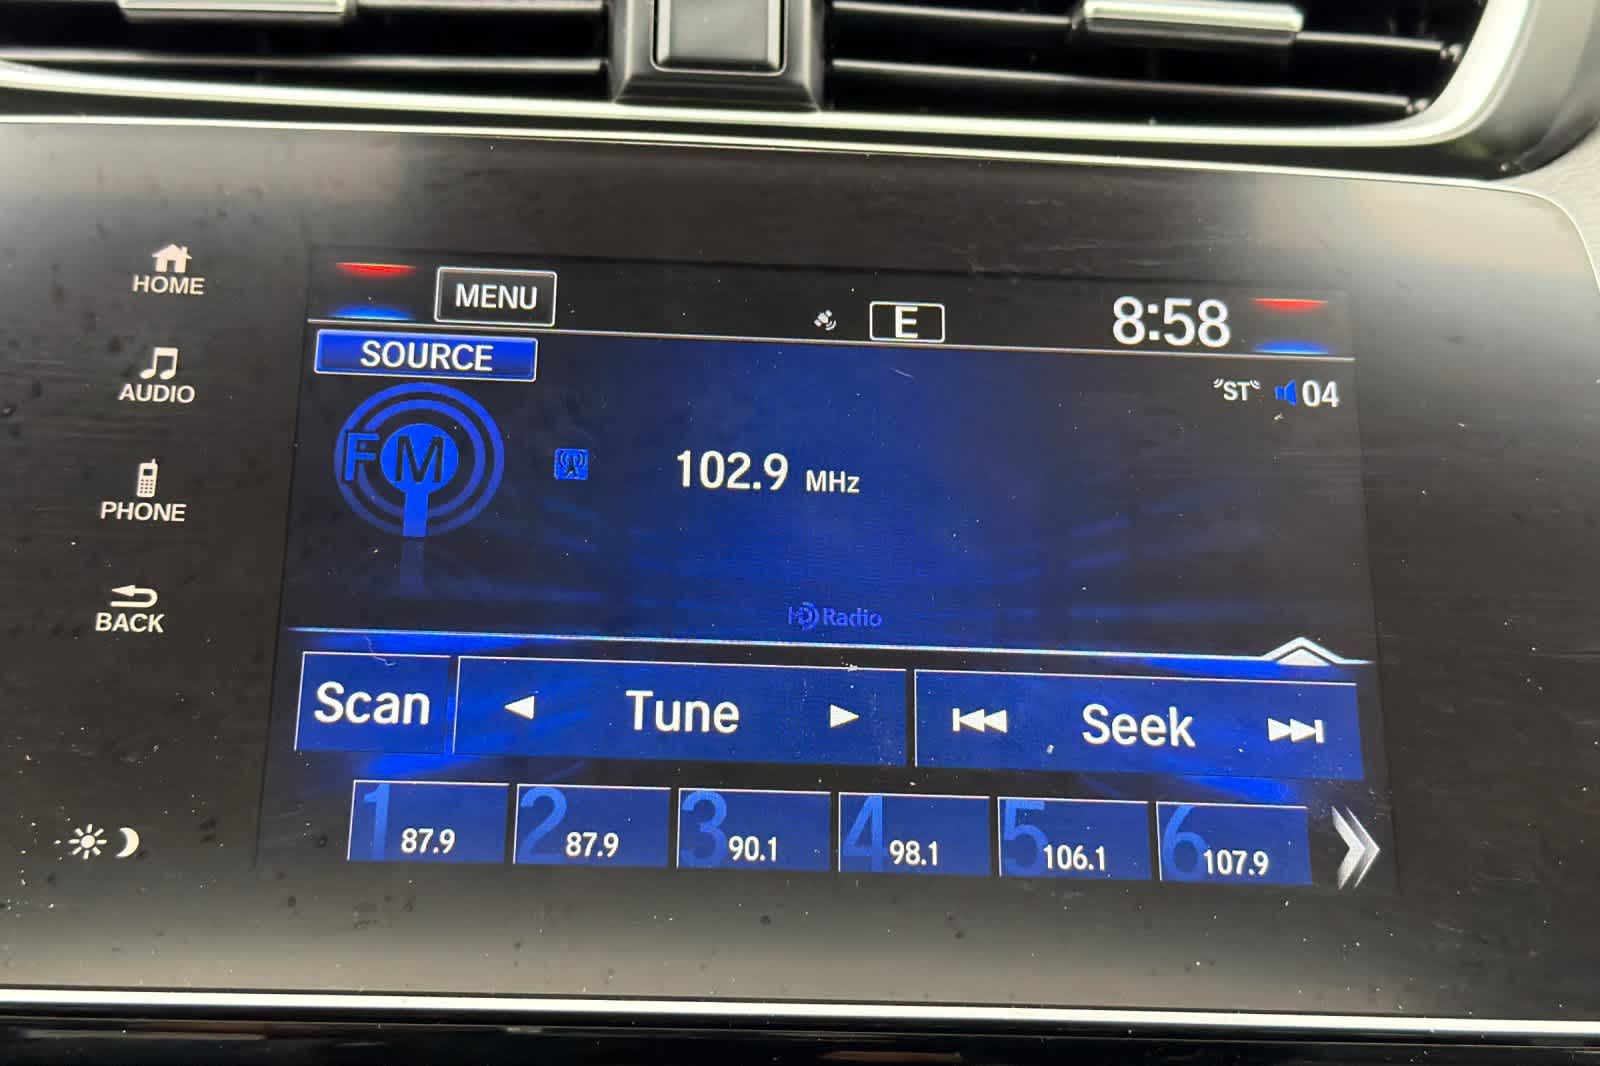 HOME
AUDIO
PHONE
BACK
MENU
E
8:58
SOURCE
"ST" 04
FM
102.9 MHz
HD Radio
Scan
Tune
Seek
1 87.9
2 87.9
3 90.1
4 98.1
5 106.1
6 107.9